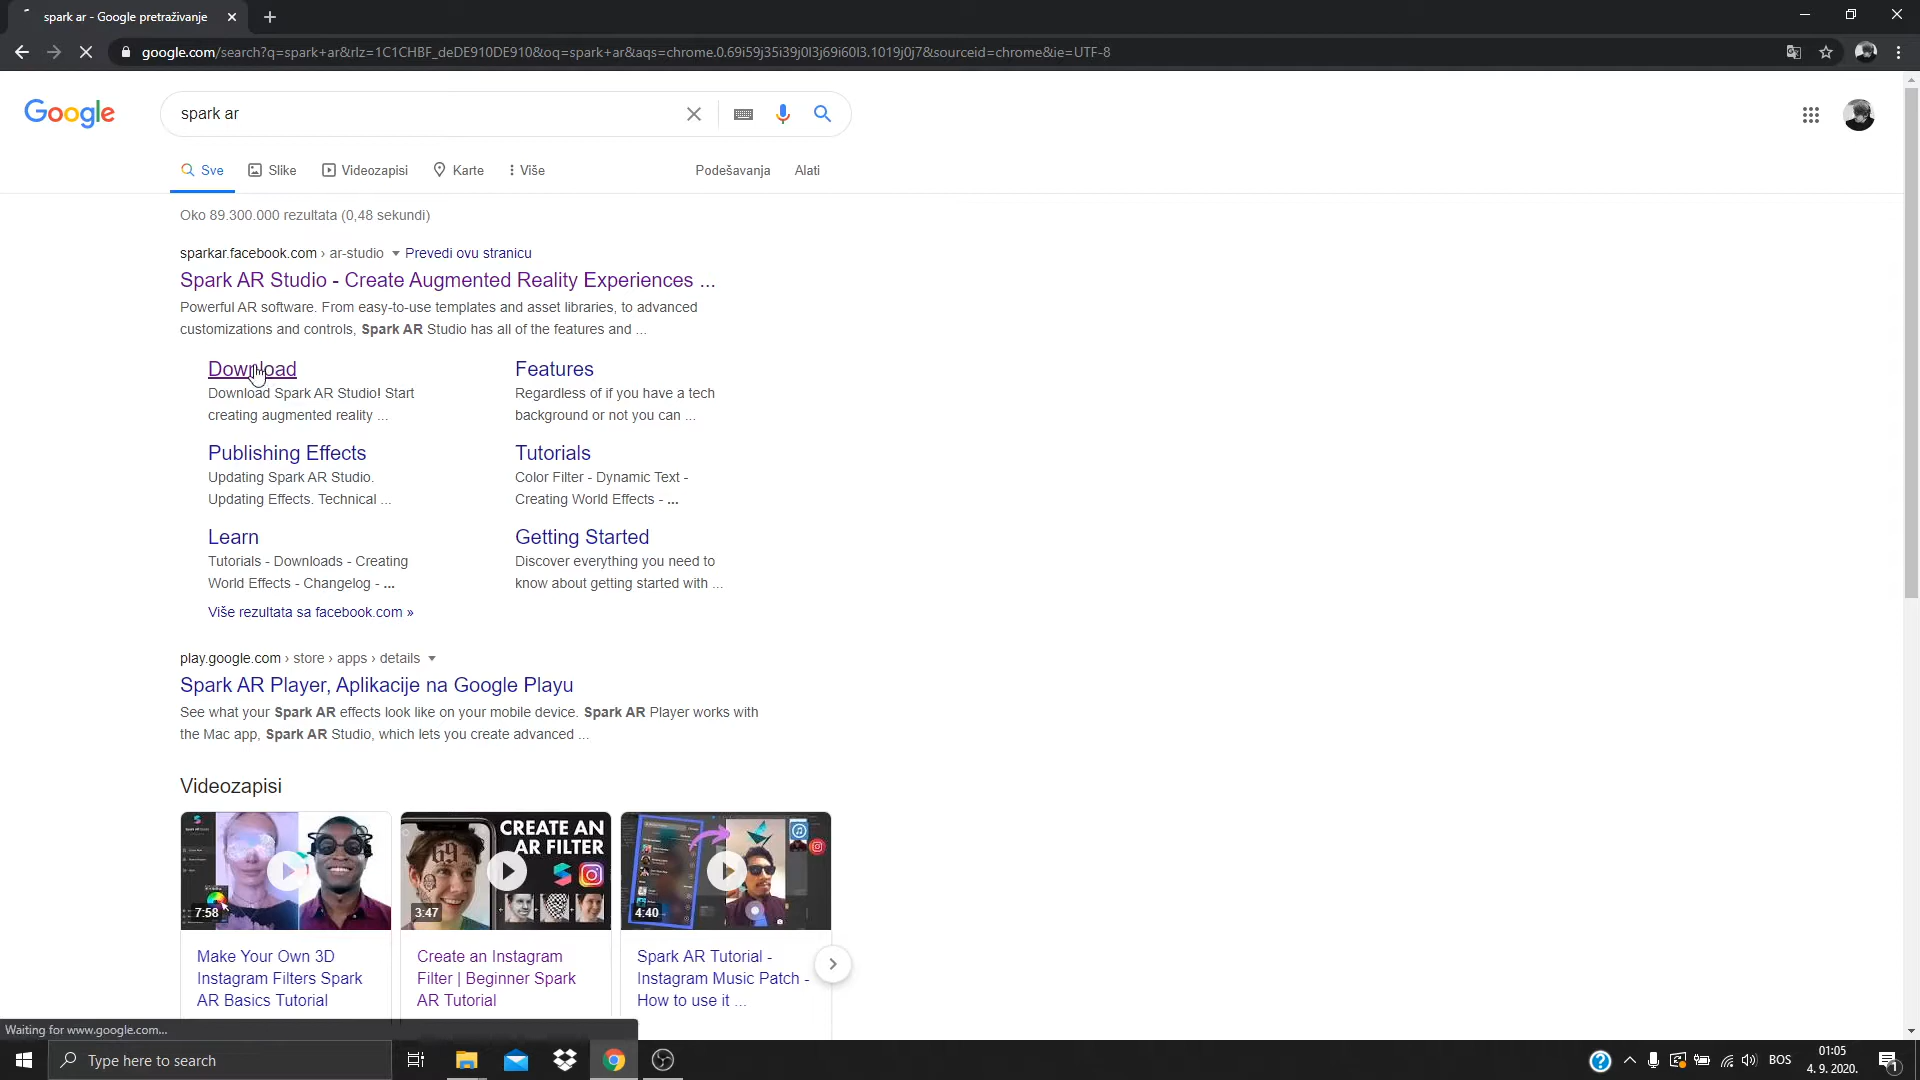 spark ar - Google pretraživanje
google.com/search?q=spark+ar&rlz=1C1CHBF_deDE910DE910&oq=spark+ar&aqs=chrome.0.69i59j35i39j0l3j69i60l3.1019j0j7&sourceid=chrome&ie=UTF-8
Google
spark ar
Sve
Slike
Videozapisi
Karte
Više
Podešavanja
Alati
Oko 89.300.000 rezultata (0,48 sekundi)
sparkar.facebook.com › ar-studio ▾ Prevedi ovu stranicu
Spark AR Studio - Create Augmented Reality Experiences ...
Powerful AR software. From easy-to-use templates and asset libraries, to advanced
customizations and controls, Spark AR Studio has all of the features and ...
Download
Download Spark AR Studio! Start
creating augmented reality ...
Features
Regardless of if you have a tech
background or not you can ...
Publishing Effects
Updating Spark AR Studio.
Updating Effects. Technical ...
Tutorials
Color Filter - Dynamic Text -
Creating World Effects - ...
Learn
Tutorials - Downloads - Creating
World Effects - Changelog - ...
Getting Started
Discover everything you need to
know about getting started with ...
Više rezultata sa facebook.com »
play.google.com › store › apps › details ▾
Spark AR Player, Aplikacije na Google Playu
See what your Spark AR effects look like on your mobile device. Spark AR Player works with
the Mac app, Spark AR Studio, which lets you create advanced ...
Videozapisi
7:58
CREATE AN
AR FILTER
69
3:47
4:40
Make Your Own 3D
Instagram Filters Spark
AR Basics Tutorial
Create an Instagram
Filter | Beginner Spark
AR Tutorial
Spark AR Tutorial -
Instagram Music Patch -
How to use it ...
Waiting for www.google.com...
Type here to search
BOS
01:05
4. 9. 2020.
1